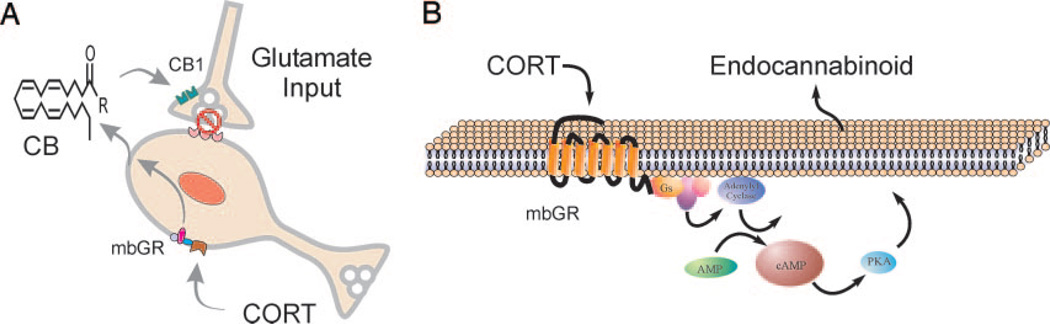 A
CB1
Glutamate
Input
O
R
CB
mbGR
CORT
B
CORT
Endocannabinoid
mbGR
Gs
Adenylyl
Cyclase
AMP
cAMP
PKA